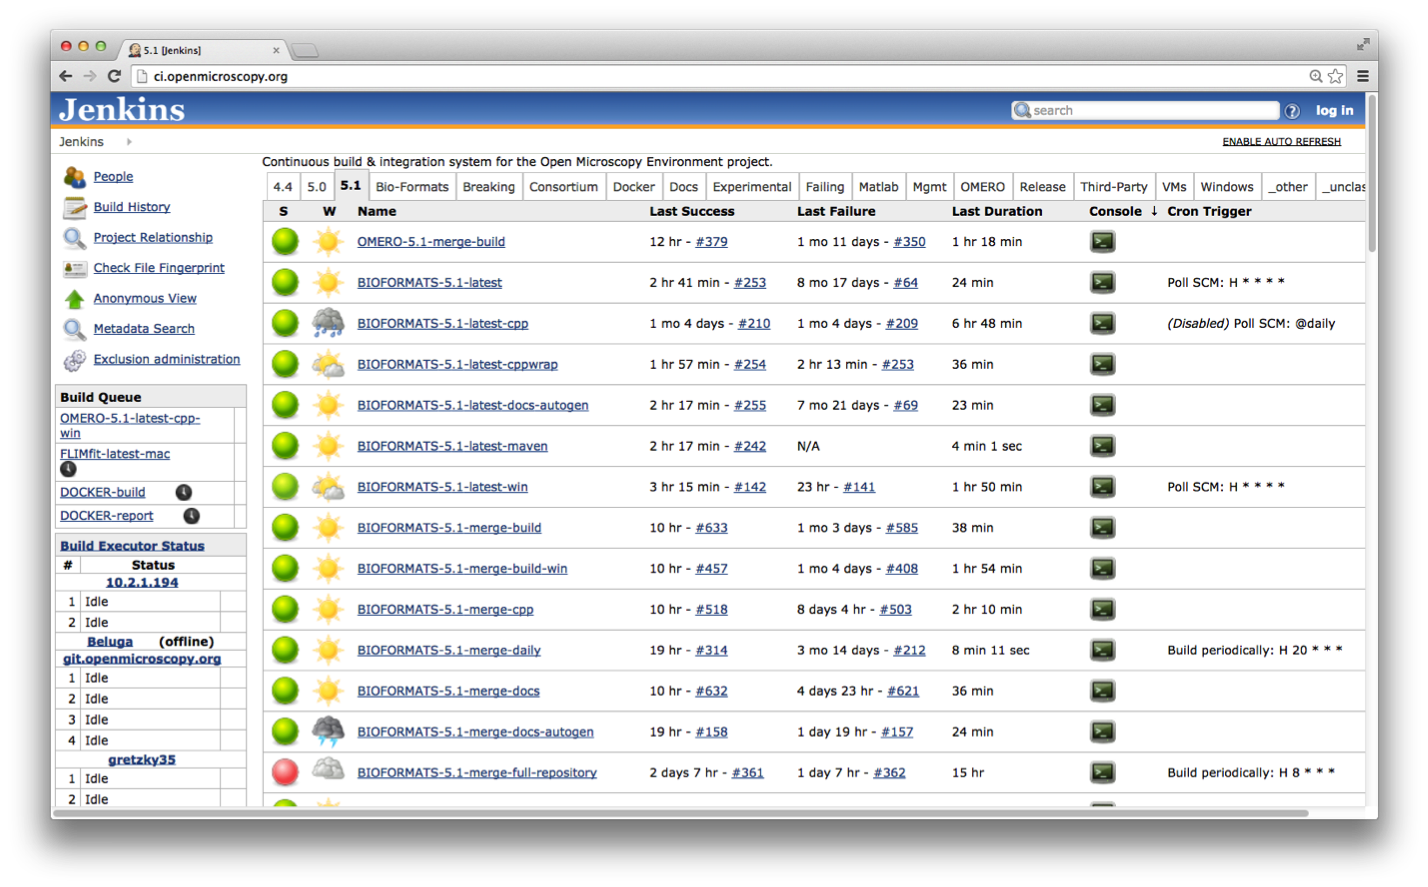 5.1 [Jenkins]
ci.openmicroscopy.org
Jenkins
search
log in
Jenkins
ENABLE AUTO REFRESH
People
Build History
Project Relationship
Check File Fingerprint
Anonymous View
Metadata Search
Exclusion administration
Build Queue
OMERO-5.1-latest-cpp-
win
FLIMfit-latest-mac
DOCKER-build
DOCKER-report
Build Executor Status
# Status
10.2.1.194
1 Idle
2 Idle
Beluga (offline)
git.openmicroscopy.org
1 Idle
2 Idle
3 Idle
4 Idle
gretzky35
1 Idle
2 Idle
Continuous build & integration system for the Open Microscopy Environment project.
4.4 5.0 5.1 Bio-Formats Breaking Consortium Docker Docs Experimental Failing Matlab Mgmt OMERO Release Third-Party VMs Windows _other _unclas
S W Name Last Success Last Failure Last Duration Console ↓ Cron Trigger
OMERO-5.1-merge-build 12 hr - #379 1 mo 11 days - #350 1 hr 18 min
BIOFORMATS-5.1-latest 2 hr 41 min - #253 8 mo 17 days - #64 24 min Poll SCM: H * * * *
BIOFORMATS-5.1-latest-cpp 1 mo 4 days - #210 1 mo 4 days - #209 6 hr 48 min (Disabled) Poll SCM: @daily
BIOFORMATS-5.1-latest-cppwrap 1 hr 57 min - #254 2 hr 13 min - #253 36 min
BIOFORMATS-5.1-latest-docs-autogen 2 hr 17 min - #255 7 mo 21 days - #69 23 min
BIOFORMATS-5.1-latest-maven 2 hr 17 min - #242 N/A 4 min 1 sec
BIOFORMATS-5.1-latest-win 3 hr 15 min - #142 23 hr - #141 1 hr 50 min Poll SCM: H * * * *
BIOFORMATS-5.1-merge-build 10 hr - #633 1 mo 3 days - #585 38 min
BIOFORMATS-5.1-merge-build-win 10 hr - #457 1 mo 4 days - #408 1 hr 54 min
BIOFORMATS-5.1-merge-cpp 10 hr - #518 8 days 4 hr - #503 2 hr 10 min
BIOFORMATS-5.1-merge-daily 19 hr - #314 3 mo 14 days - #212 8 min 11 sec Build periodically: H 20 * * *
BIOFORMATS-5.1-merge-docs 10 hr - #632 4 days 23 hr - #621 36 min
BIOFORMATS-5.1-merge-docs-autogen 19 hr - #158 1 day 19 hr - #157 24 min
BIOFORMATS-5.1-merge-full-repository 2 days 7 hr - #361 1 day 7 hr - #362 15 hr Build periodically: H 8 * * *